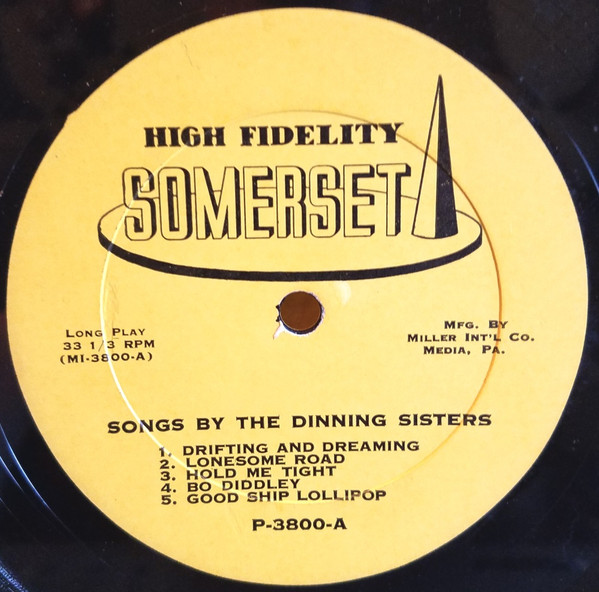 HIGH FIDELITY
SOMERSET
LONG PLAY
33 1/3 RPM
(MI-3800-A)
MFG. BY
MILLER INT'L CO.
MEDIA, PA.
SONGS BY THE DINNING SISTERS
1. DRIFTING AND DREAMING
2. LONESOME ROAD
3. HOLD ME TIGHT
4. BO DIDDLEY
5. GOOD SHIP LOLLIPOP
P-3800-A